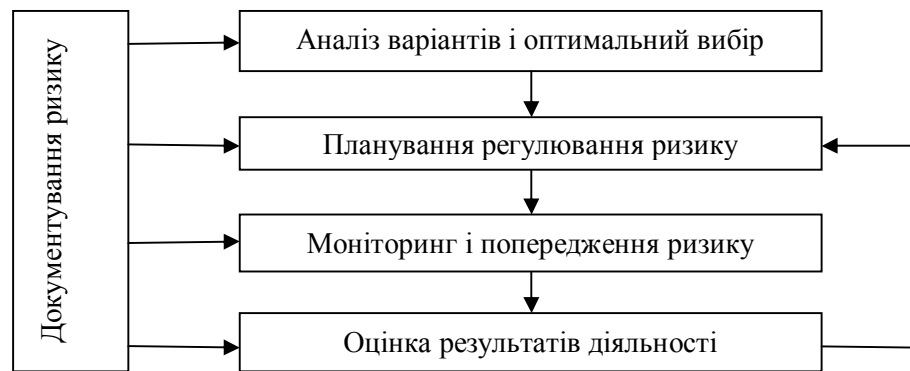 Документування ризику
Аналіз варіантів і оптимальний вибір
Планування регулювання ризику
Моніторинг і попередження ризику
Оцінка результатів діяльності